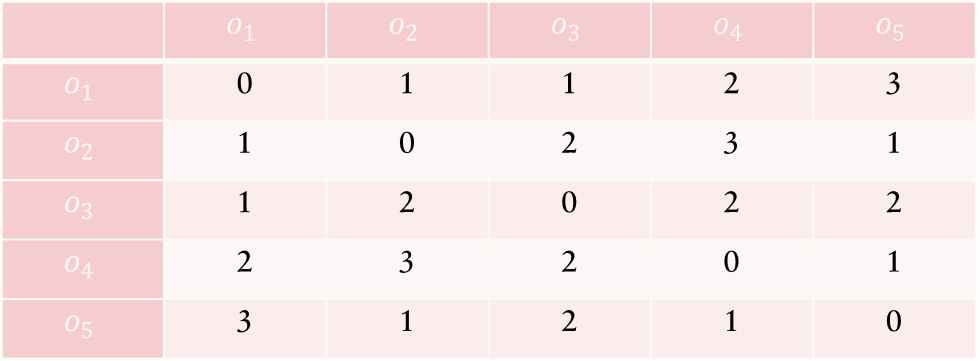 o₁ o₂ o₃ o₄ o₅
o₁ 0 1 1 2 3
o₂ 1 0 2 3 1
o₃ 1 2 0 2 2
o₄ 2 3 2 0 1
o₅ 3 1 2 1 0